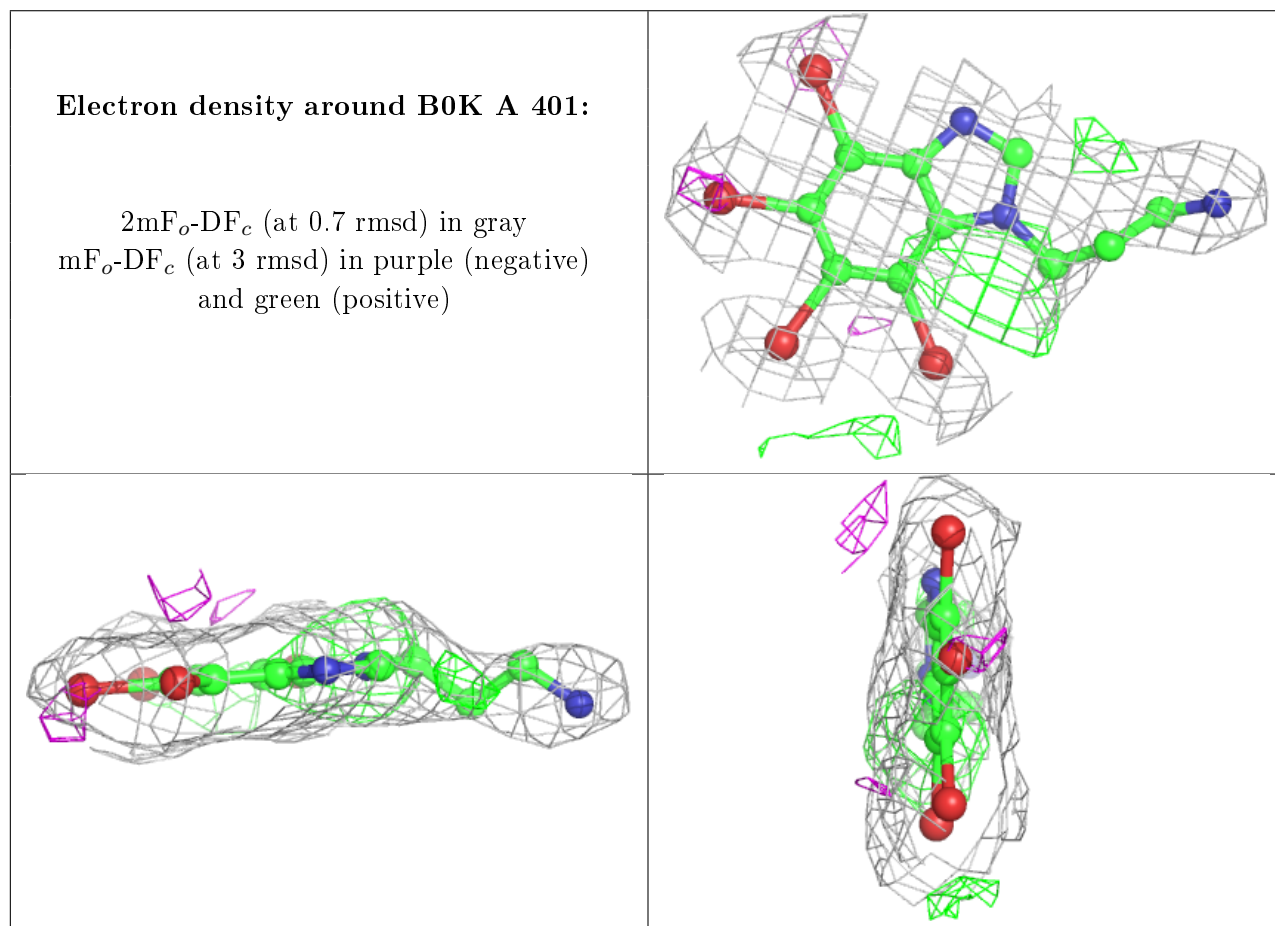 Electron density around B0K A 401:
2mFo-DFc (at 0.7 rmsd) in gray
mFo-DFc (at 3 rmsd) in purple (negative)
and green (positive)